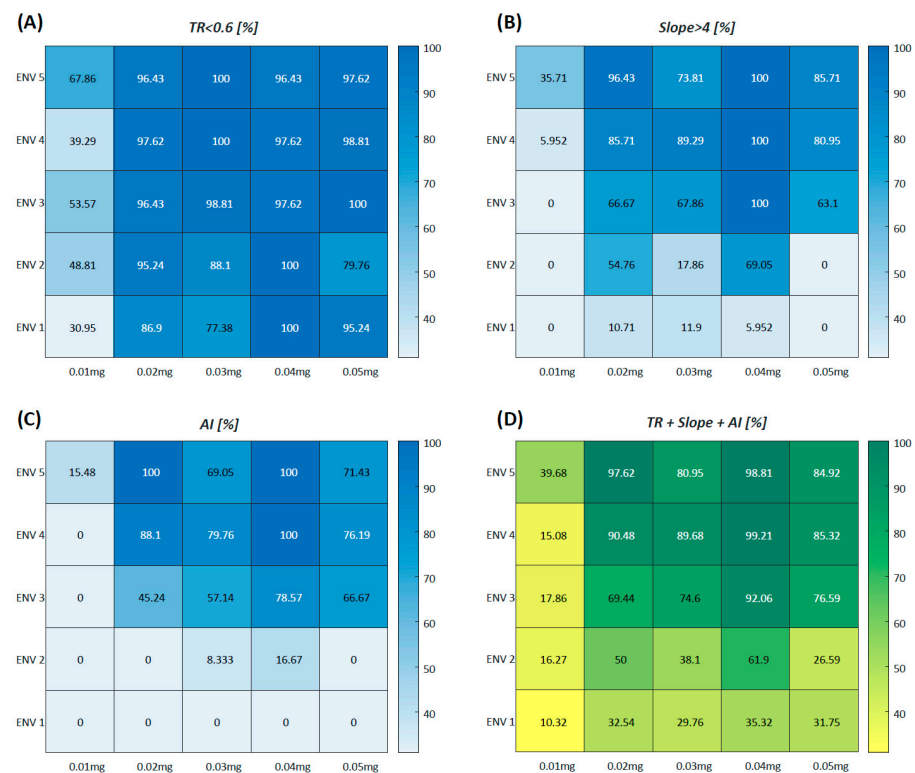 (A) TR<0.6 [%]
ENV 5 67.86 96.43 100 96.43 97.62
ENV 4 39.29 97.62 100 97.62 98.81
ENV 3 53.57 96.43 98.81 97.62 100
ENV 2 48.81 95.24 88.1 100 79.76
ENV 1 30.95 86.9 77.38 100 95.24
0.01mg 0.02mg 0.03mg 0.04mg 0.05mg
100
90
80
70
60
50
40
(B) Slope>4 [%]
ENV 5 35.71 96.43 73.81 100 85.71
ENV 4 5.952 85.71 89.29 100 80.95
ENV 3 0 66.67 67.86 100 63.1
ENV 2 0 54.76 17.86 69.05 0
ENV 1 0 10.71 11.9 5.952 0
0.01mg 0.02mg 0.03mg 0.04mg 0.05mg
100
90
80
70
60
50
40
(C) AI [%]
ENV 5 15.48 100 69.05 100 71.43
ENV 4 0 88.1 79.76 100 76.19
ENV 3 0 45.24 57.14 78.57 66.67
ENV 2 0 0 8.333 16.67 0
ENV 1 0 0 0 0 0
0.01mg 0.02mg 0.03mg 0.04mg 0.05mg
100
90
80
70
60
50
40
(D) TR + Slope + AI [%]
ENV 5 39.68 97.62 80.95 98.81 84.92
ENV 4 15.08 90.48 89.68 99.21 85.32
ENV 3 17.86 69.44 74.6 92.06 76.59
ENV 2 16.27 50 38.1 61.9 26.59
ENV 1 10.32 32.54 29.76 35.32 31.75
0.01mg 0.02mg 0.03mg 0.04mg 0.05mg
100
90
80
70
60
50
40